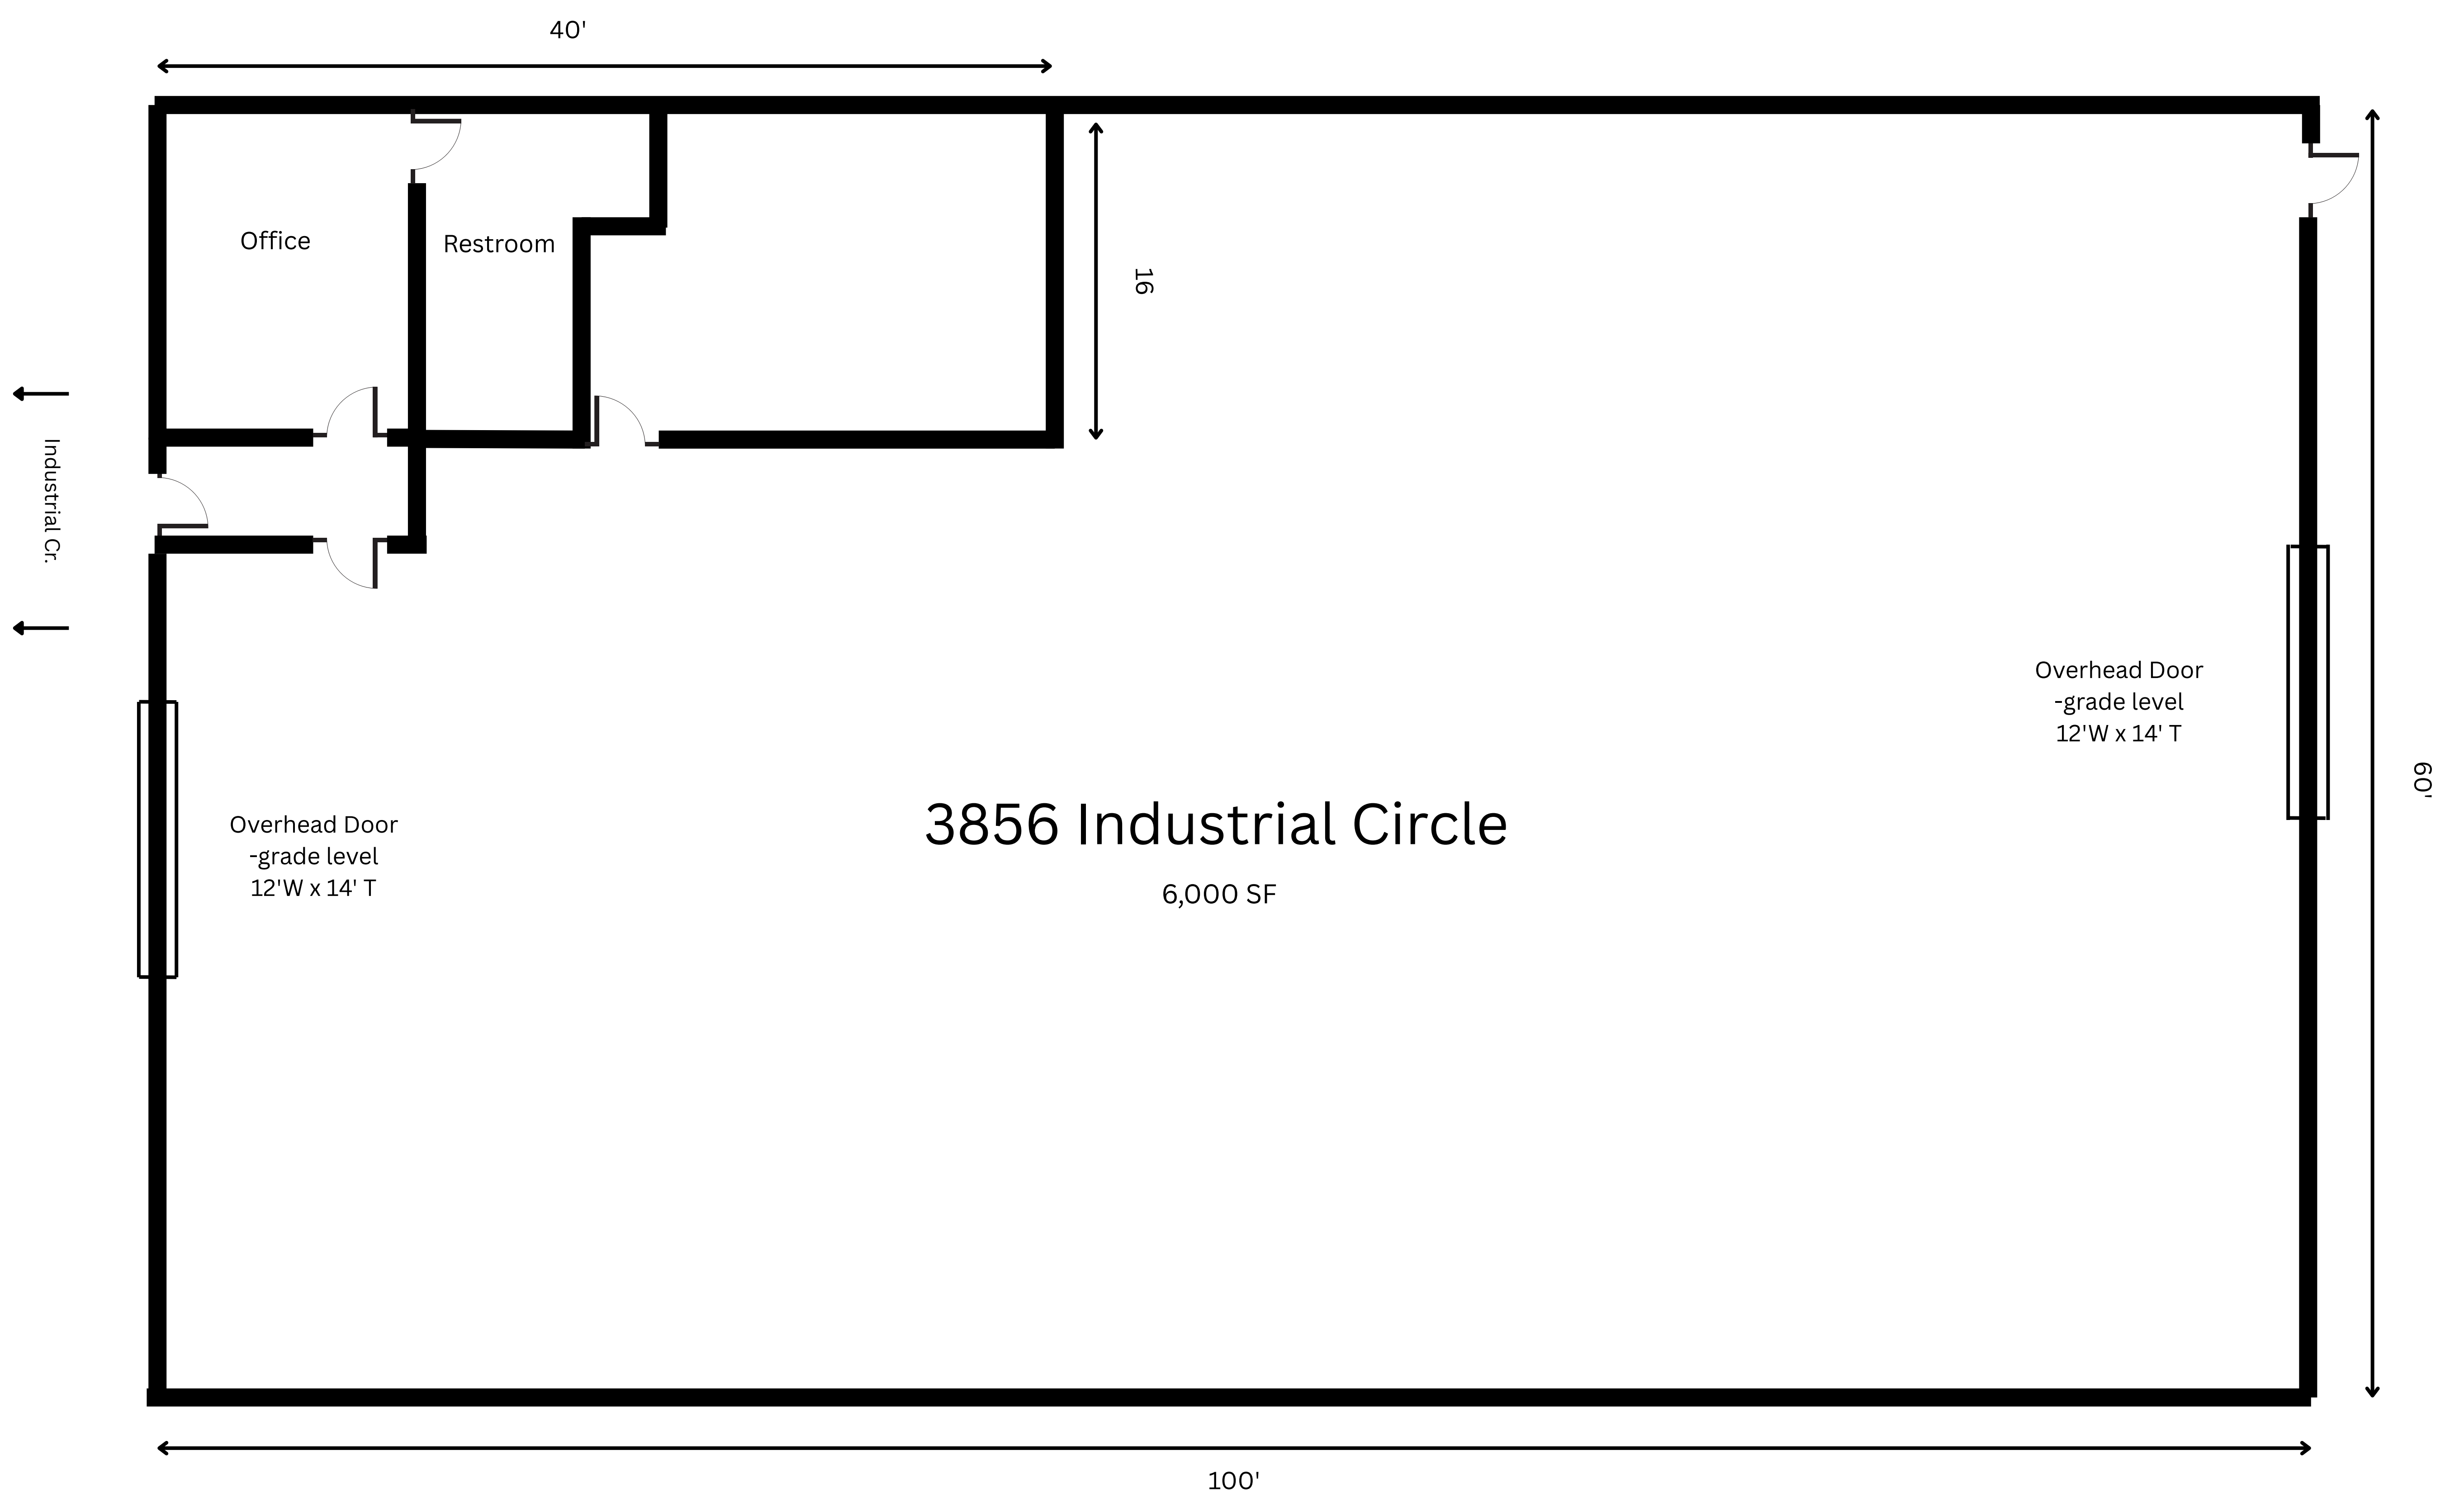 40'
Office
Restroom
16
Industrial Cr.
Overhead Door
-grade level
12'W x 14' T
60'
Overhead Door
-grade level
12'W x 14' T
3856 Industrial Circle
6,000 SF
100'